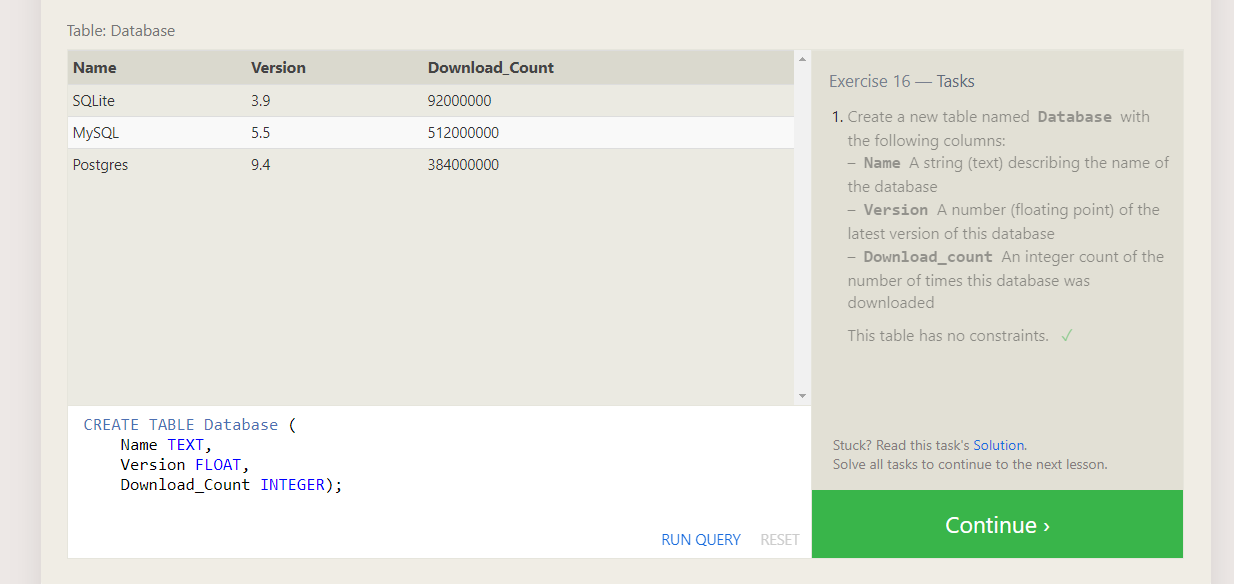 Table: Database
Name Version Download_Count
SQLite 3.9 92000000
MySQL 5.5 512000000
Postgres 9.4 384000000
CREATE TABLE Database (
    Name TEXT,
    Version FLOAT,
    Download_Count INTEGER);
RUN QUERY RESET
Exercise 16 — Tasks
1. Create a new table named Database with
the following columns:
– Name A string (text) describing the name of
the database
– Version A number (floating point) of the
latest version of this database
– Download_count An integer count of the
number of times this database was
downloaded
This table has no constraints. ✓
Stuck? Read this task's Solution.
Solve all tasks to continue to the next lesson.
Continue ›